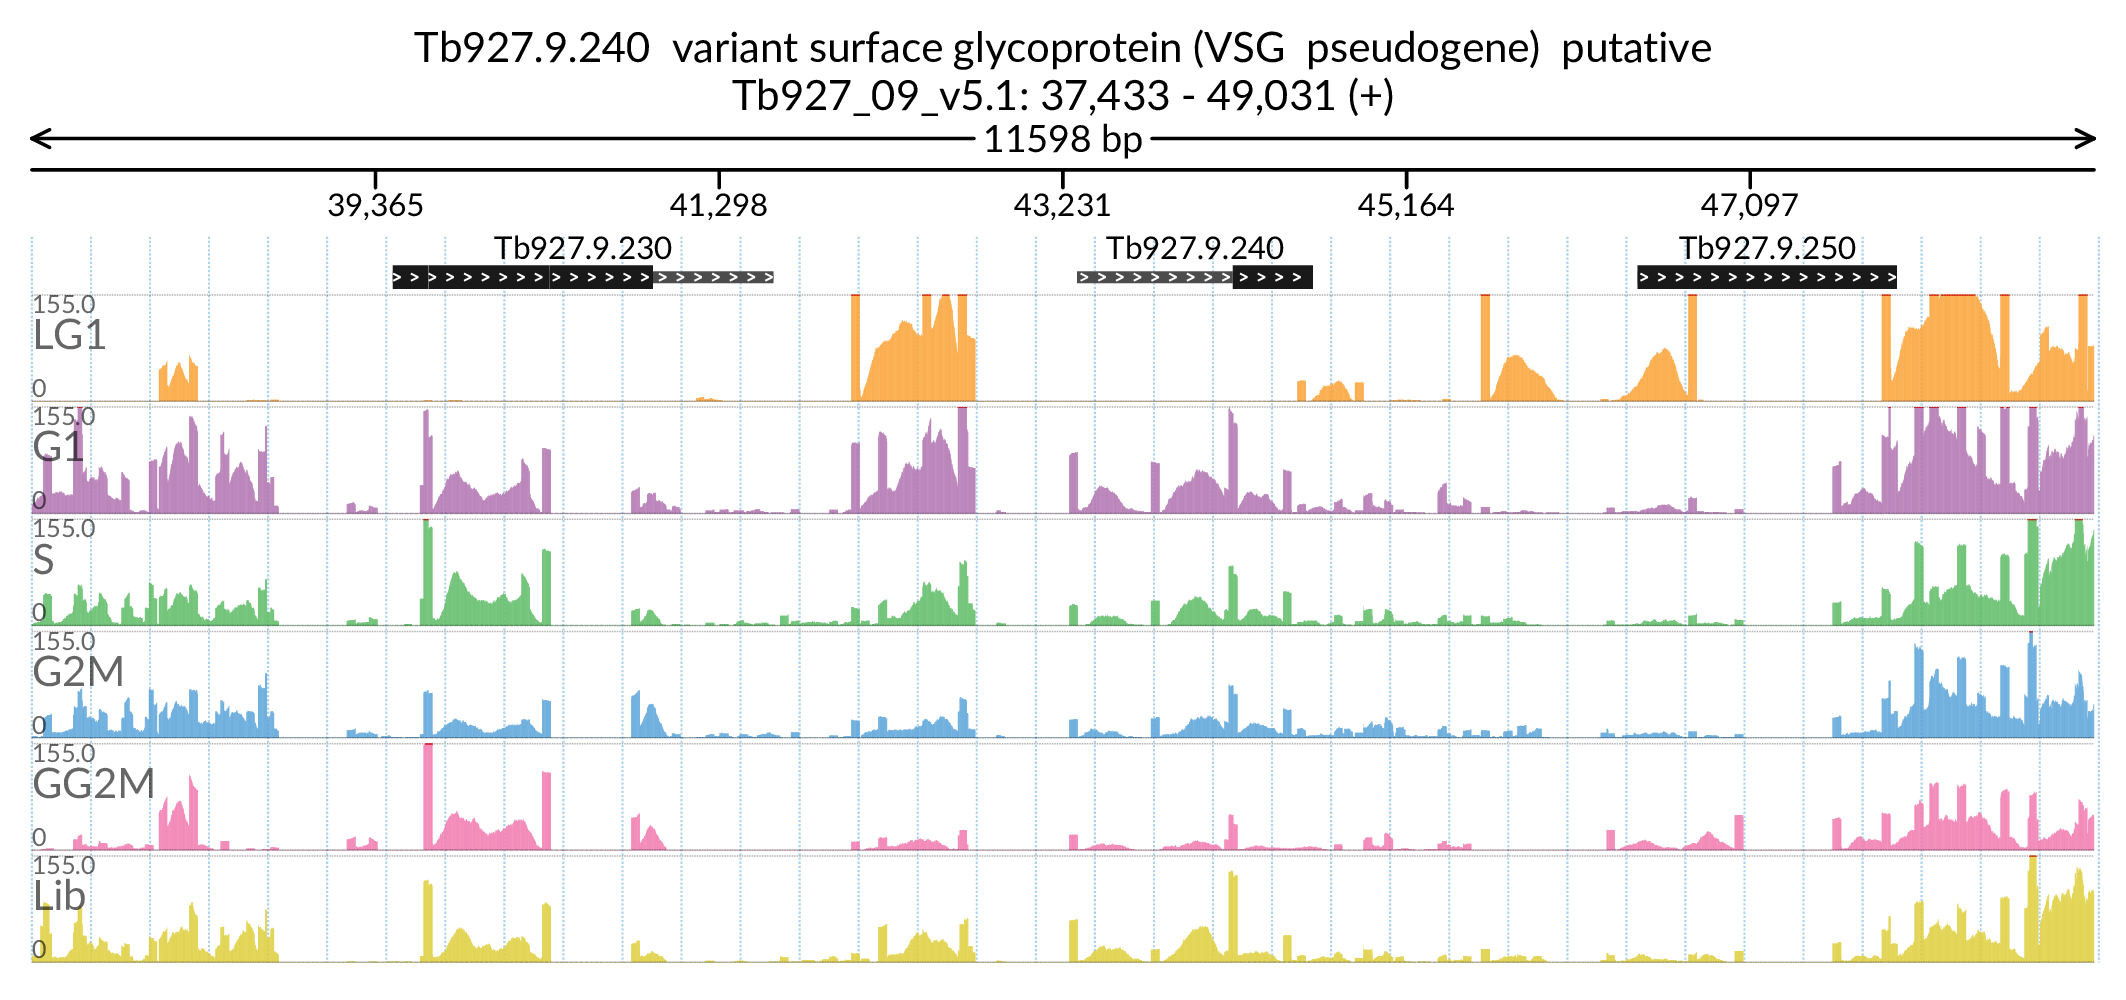 Tb927.9.240 variant surface glycoprotein (VSG pseudogene) putative
Tb927_09_v5.1: 37,433 - 49,031 (+)
11598 bp
39,365 41,298 43,231 45,164 47,097
Tb927.9.230 Tb927.9.240 Tb927.9.250
155.0
LG1
0
155.0
G1
0
155.0
S
0
155.0
G2M
0
155.0
GG2M
0
155.0
Lib
0